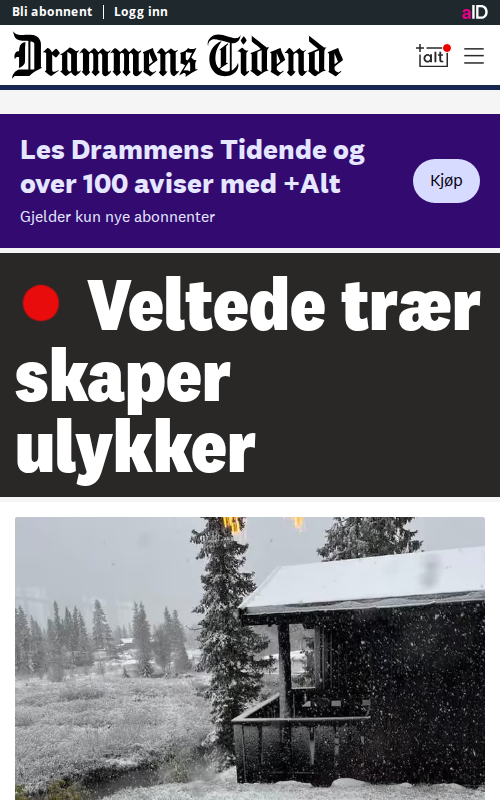 Bli abonnent | Logg inn
aID
Drammens Tidende
+alt
Les Drammens Tidende og
over 100 aviser med +Alt
Gjelder kun nye abonnenter
Kjøp
Veltede trær
skaper
ulykker